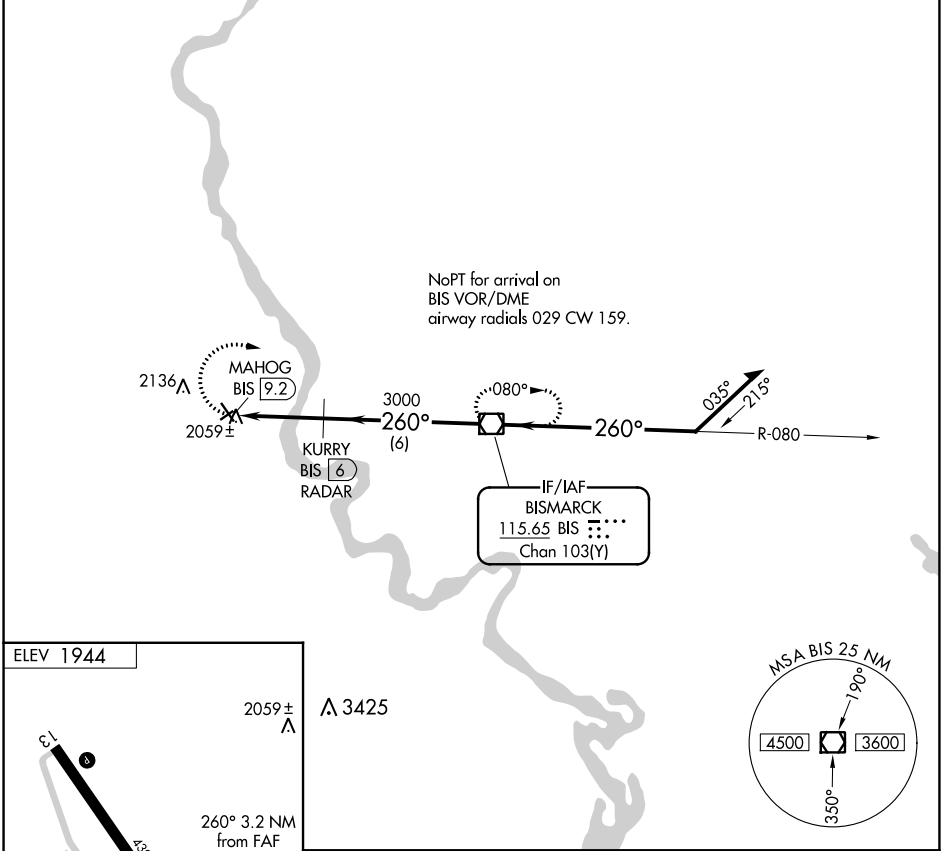 NoPT for arrival on
BIS VOR/DME
airway radials 029 CW 159.
2136
MAHOG
BIS 9.2
2059±
3000
260°
(6)
080°
260°
035°
215°
R-080
KURRY
BIS 6
RADAR
IF/IAF
BISMARCK
115.65 BIS
Chan 103(Y)
ELEV 1944
2059±
3425
13
P
260° 3.2 NM
from FAF
MSA BIS 25 NM
190°
4500
3600
350°